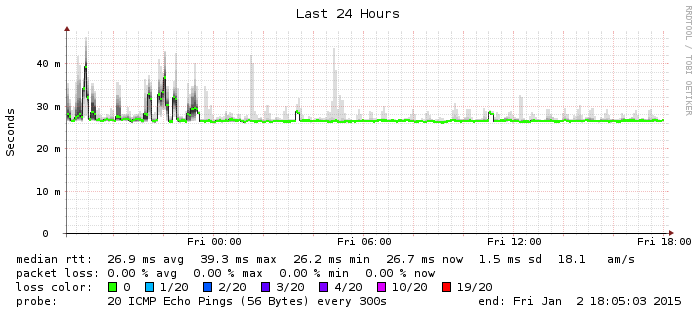 Last 24 Hours
RRDTOOL / TOBI OETIKER
Seconds
40 m
30 m
20 m
10 m
0
Fri 00:00 Fri 06:00 Fri 12:00 Fri 18:00
median rtt: 26.9 ms avg 39.3 ms max 26.2 ms min 26.7 ms now 1.5 ms sd 18.1 am/s
packet loss: 0.00 % avg 0.00 % max 0.00 % min 0.00 % now
loss color: 0 1/20 2/20 3/20 4/20 10/20 19/20
probe: 20 ICMP Echo Pings (56 Bytes) every 300s end: Fri Jan 2 18:05:03 2015